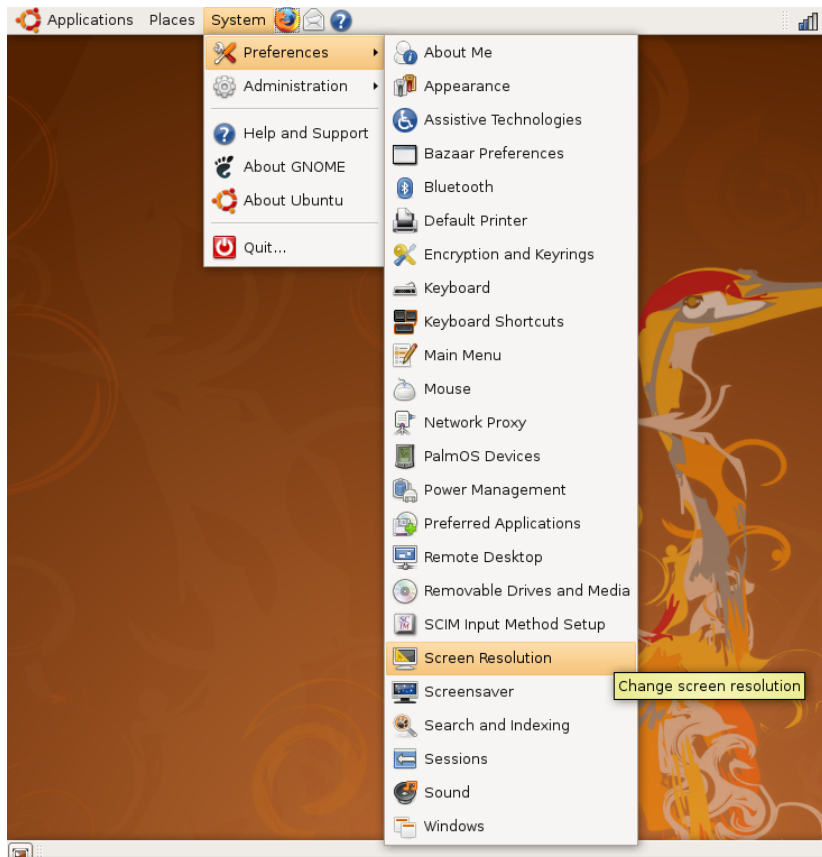 Applications Places System
Preferences
Administration
Help and Support
About GNOME
About Ubuntu
Quit...
About Me
Appearance
Assistive Technologies
Bazaar Preferences
Bluetooth
Default Printer
Encryption and Keyrings
Keyboard
Keyboard Shortcuts
Main Menu
Mouse
Network Proxy
PalmOS Devices
Power Management
Preferred Applications
Remote Desktop
Removable Drives and Media
SCIM Input Method Setup
Screen Resolution
Change screen resolution
Screensaver
Search and Indexing
Sessions
Sound
Windows